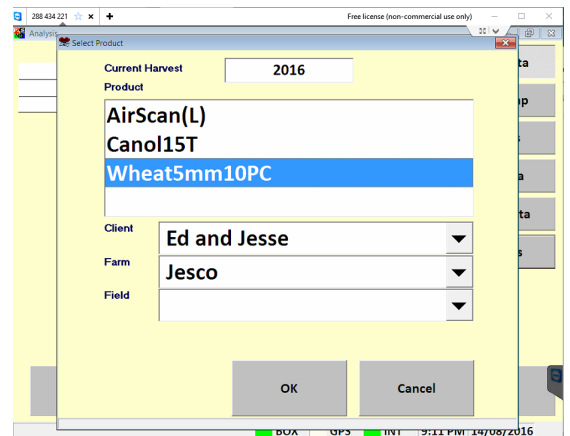 288 434 221
Free license (non-commercial use only)
Analysis
Select Product
Current Harvest
2016
Product
AirScan(L)
Canol15T
Wheat5mm10PC
Client
Ed and Jesse
Farm
Jesco
Field
OK
Cancel
BOX GPS INT 9:11 PM 14/08/2016